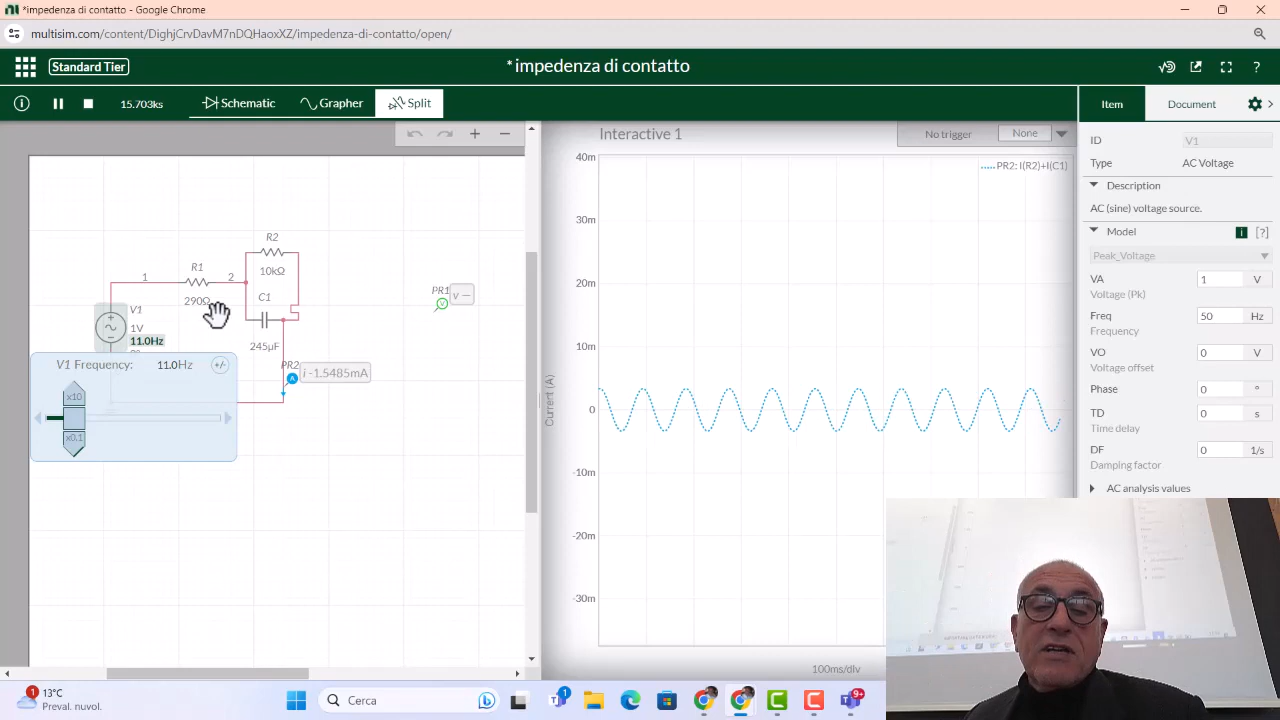 *impedenza di contatto - Google Chrome
multisim.com/content/DighjCrvDavM7nDQHaoxXZ/impedenza-di-contatto/open/
Standard Tier
*impedenza di contatto
?
15.703ks
Schematic
Grapher
Split
Item
Document
Interactive 1
No trigger
None
ID
V1
Type
AC Voltage
Description
AC (sine) voltage source.
Model
i
[?]
Peak_Voltage
VA
1
V
Voltage (Pk)
Freq
50
Hz
Frequency
VO
0
V
Voltage offset
Phase
0
°
TD
0
s
Time delay
DF
0
1/s
Damping factor
AC analysis values
R2
10kΩ
R1
1
2
290Ω
C1
245µF
V1
1V
11.0Hz
PR1
V
v --
PR2
A
i -1.5485mA
V1 Frequency:
11.0Hz
+/-
x10
x0.1
40m
30m
20m
10m
0
-10m
-20m
-30m
Current (A)
PR2: I(R2)+I(C1)
100ms/dIv
1
13°C
Preval. nuvol.
Cerca
1
9+